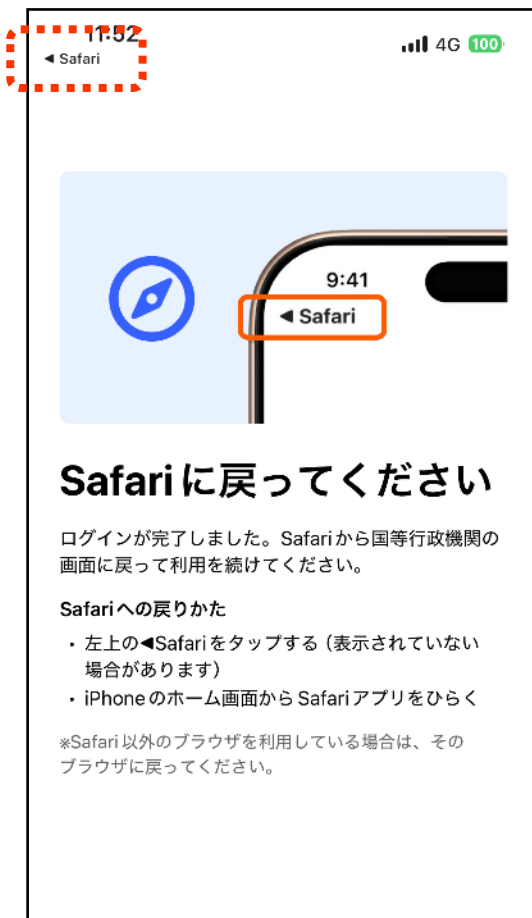 11:52
◀ Safari
4G 100
9:41
◀ Safari
Safariに戻ってください
ログインが完了しました。Safariから国等行政機関の
画面に戻って利用を続けてください。
Safariへの戻りかた
・左上の◀Safariをタップする（表示されていない
場合があります）
・iPhoneのホーム画面からSafariアプリをひらく
※Safari以外のブラウザを利用している場合は、その
ブラウザに戻ってください。